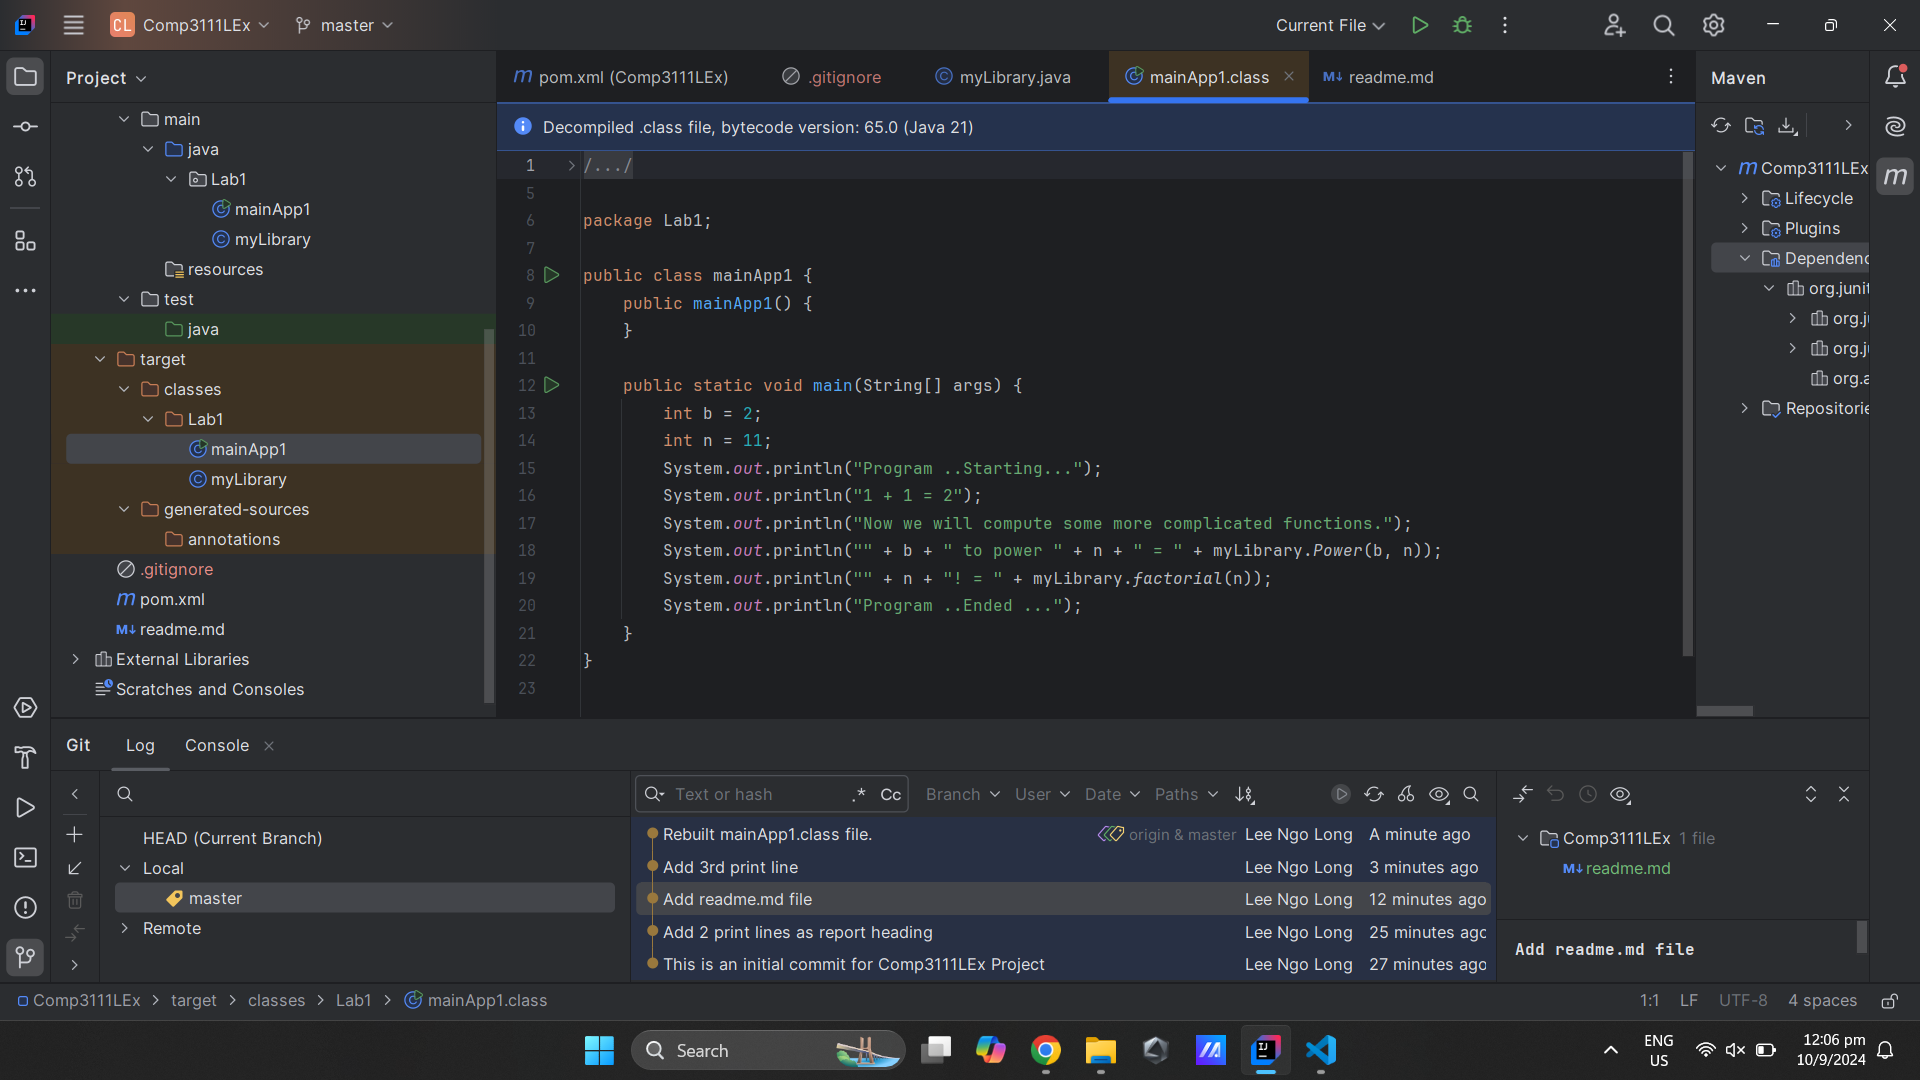 CL Comp3111LEx master Current File
Project
main
java
Lab1
mainApp1
myLibrary
resources
test
java
target
classes
Lab1
mainApp1
myLibrary
generated-sources
annotations
.gitignore
pom.xml
readme.md
External Libraries
Scratches and Consoles
pom.xml (Comp3111LEx) .gitignore myLibrary.java mainApp1.class readme.md
Decompiled .class file, bytecode version: 65.0 (Java 21)
1 /.../
5
6 package Lab1;
7
8 public class mainApp1 {
9 public mainApp1() {
10 }
11
12 public static void main(String[] args) {
13 int b = 2;
14 int n = 11;
15 System.out.println("Program ..Starting...");
16 System.out.println("1 + 1 = 2");
17 System.out.println("Now we will compute some more complicated functions.");
18 System.out.println("" + b + " to power " + n + " = " + myLibrary.Power(b, n));
19 System.out.println("" + n + "! = " + myLibrary.factorial(n));
20 System.out.println("Program ..Ended ...");
21 }
22 }
23
Maven
Comp3111LEx
Lifecycle
Plugins
Dependenc
org.junit
org.j
org.j
org.a
Repositorie
Git Log Console
HEAD (Current Branch)
Local
master
Remote
Text or hash .* Cc Branch User Date Paths
Rebuilt mainApp1.class file. origin & master Lee Ngo Long A minute ago
Add 3rd print line Lee Ngo Long 3 minutes ago
Add readme.md file Lee Ngo Long 12 minutes ago
Add 2 print lines as report heading Lee Ngo Long 25 minutes ago
This is an initial commit for Comp3111LEx Project Lee Ngo Long 27 minutes ago
Comp3111LEx 1 file
readme.md
Add readme.md file
Comp3111LEx target classes Lab1 mainApp1.class 1:1 LF UTF-8 4 spaces
Search
ENG
US
12:06 pm
10/9/2024